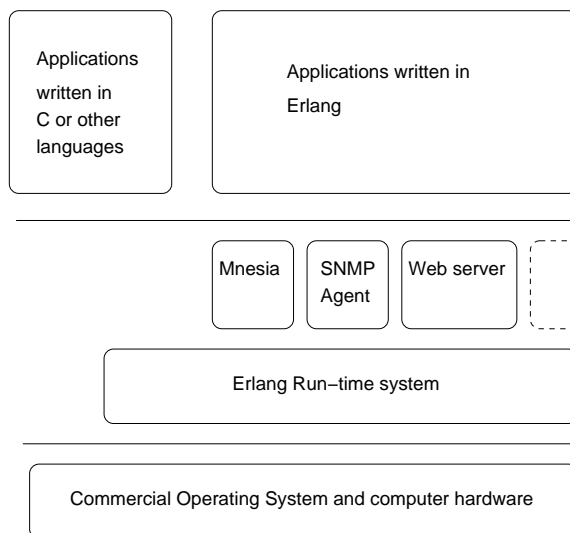 Applications
written in
C or other
languages
Applications written in
Erlang
Mnesia
SNMP
Agent
Web server
Erlang Run−time system
Commercial Operating System and computer hardware